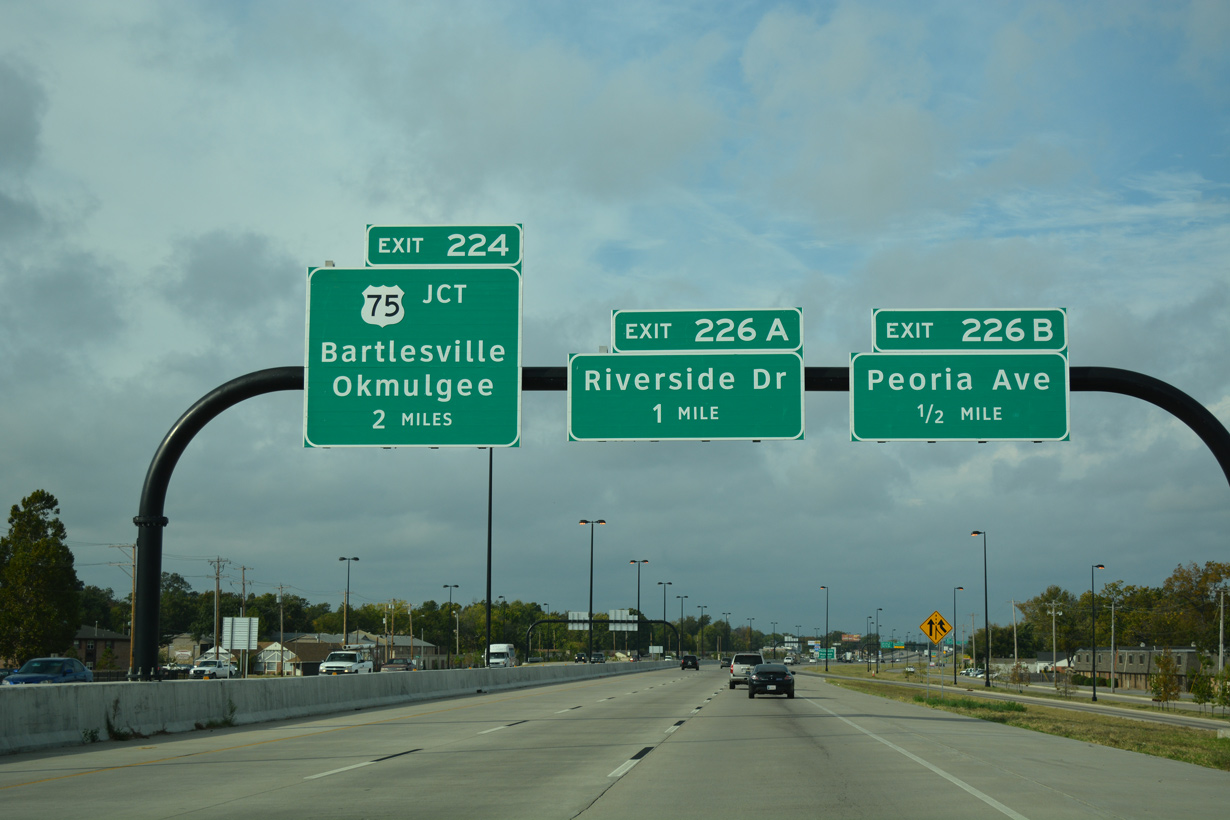 EXIT 224
75 JCT
Bartlesville
Okmulgee
2 MILES
EXIT 226 A
Riverside Dr
1 MILE
EXIT 226 B
Peoria Ave
1/2 MILE